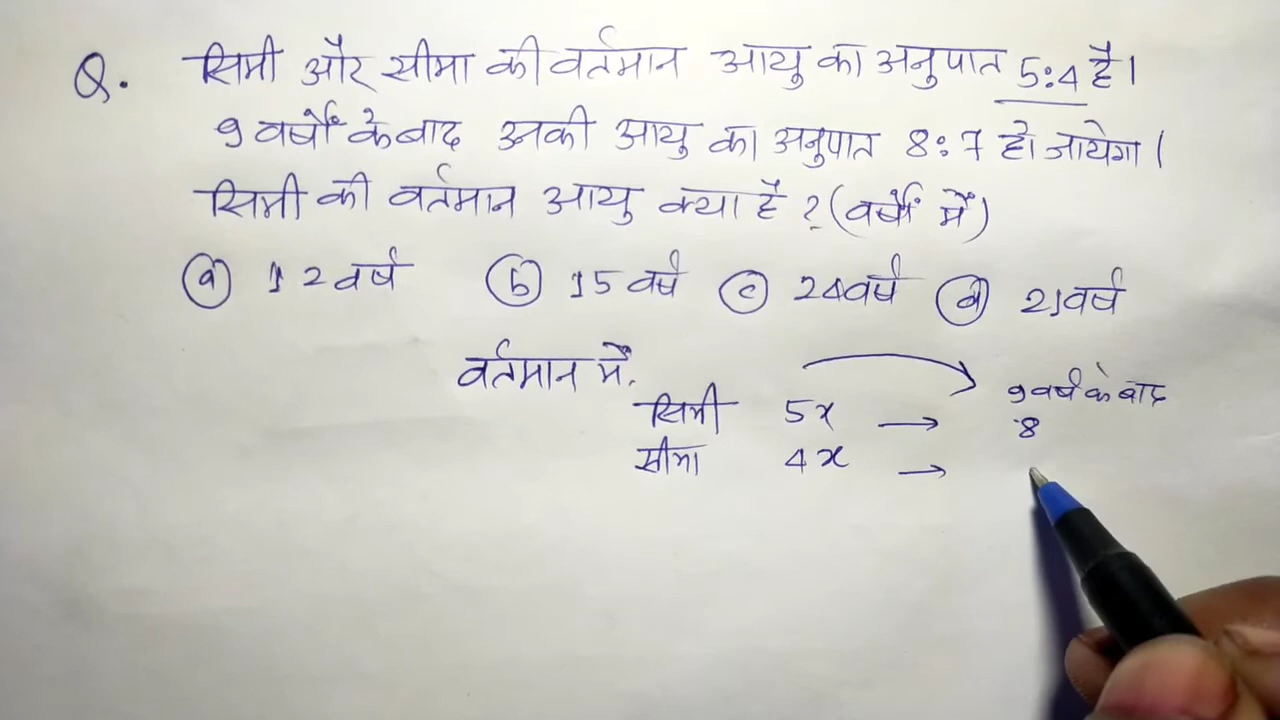 Q. सिमी और सीमा की वर्तमान आयु का अनुपात 5:4 है।
9 वर्षों के बाद उनकी आयु का अनुपात 8:7 हो जायेगा।
सिमी की वर्तमान आयु क्या है ? (वर्षों में)
(a) 12 वर्ष (b) 15 वर्ष (c) 24 वर्ष (d) 21 वर्ष
वर्तमान में, 9 वर्ष के बाद
सिमी 5x → 8
सीमा 4x →